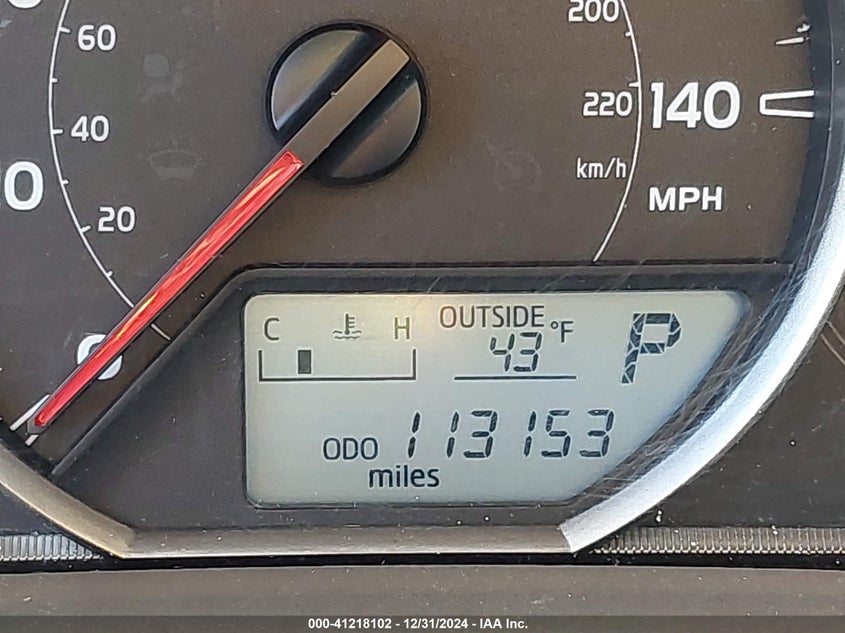 60
40
20
0
200
220
140
km/h
MPH
C H
OUTSIDE
43 °F
P
ODO 113153
miles
000-41218102 - 12/31/2024 - IAA Inc.